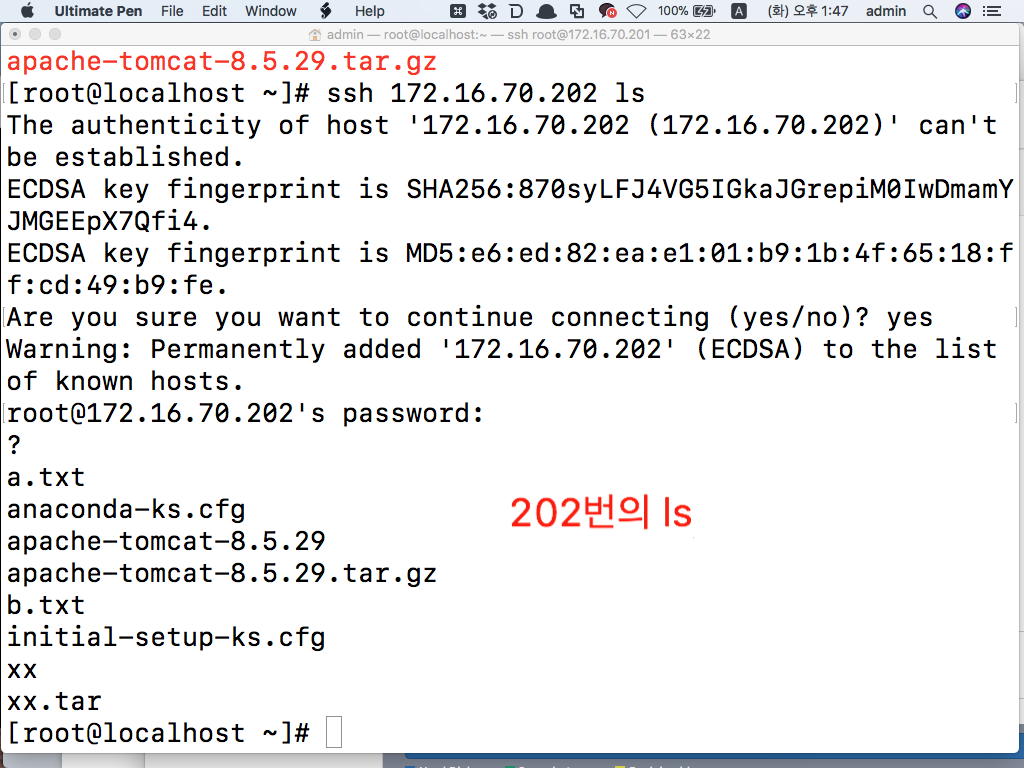 Ultimate Pen File Edit Window Help 100% A (화) 오후 1:47 admin
admin — root@localhost:~ — ssh root@172.16.70.201 — 63×22
apache-tomcat-8.5.29.tar.gz
[root@localhost ~]# ssh 172.16.70.202 ls
The authenticity of host '172.16.70.202 (172.16.70.202)' can't
be established.
ECDSA key fingerprint is SHA256:870syLFJ4VG5IGkaJGrepiM0IwDmamY
JMGEEpX7Qfi4.
ECDSA key fingerprint is MD5:e6:ed:82:ea:e1:01:b9:1b:4f:65:18:f
f:cd:49:b9:fe.
Are you sure you want to continue connecting (yes/no)? yes
Warning: Permanently added '172.16.70.202' (ECDSA) to the list
of known hosts.
root@172.16.70.202's password:
?
a.txt
anaconda-ks.cfg
202번의 ls
apache-tomcat-8.5.29
apache-tomcat-8.5.29.tar.gz
b.txt
initial-setup-ks.cfg
xx
xx.tar
[root@localhost ~]#